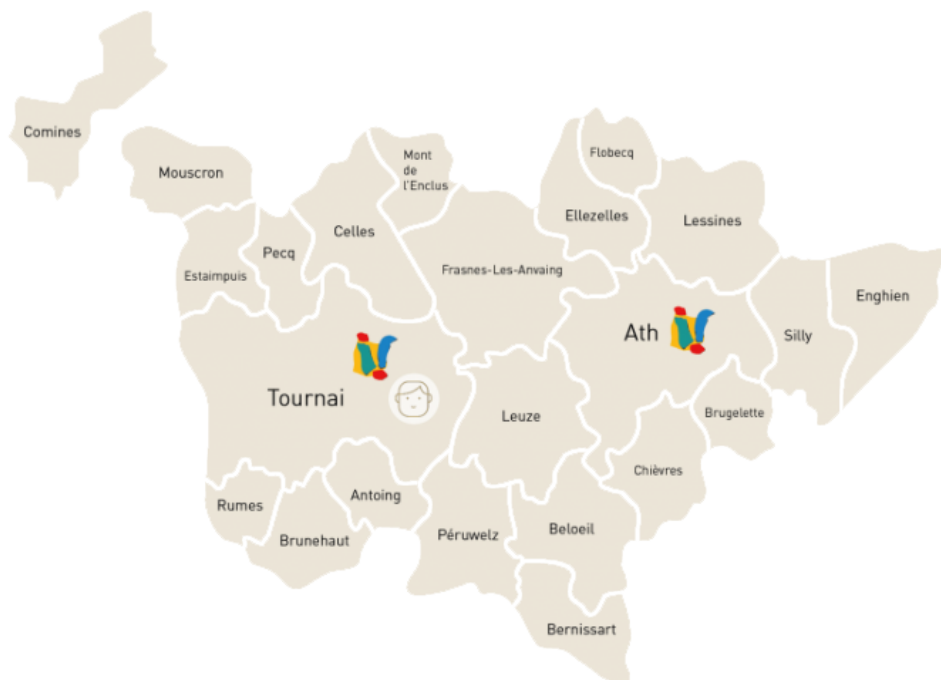 Comines
Mouscron
Mont
de
l'Enclus
Flobecq
Ellezelles
Lessines
Celles
Pecq
Estaimpuis
Frasnes-Les-Anvaing
Enghien
Ath
Silly
Tournai
Leuze
Brugelette
Chièvres
Antoing
Rumes
Brunehaut
Péruwelz
Beloeil
Bernissart